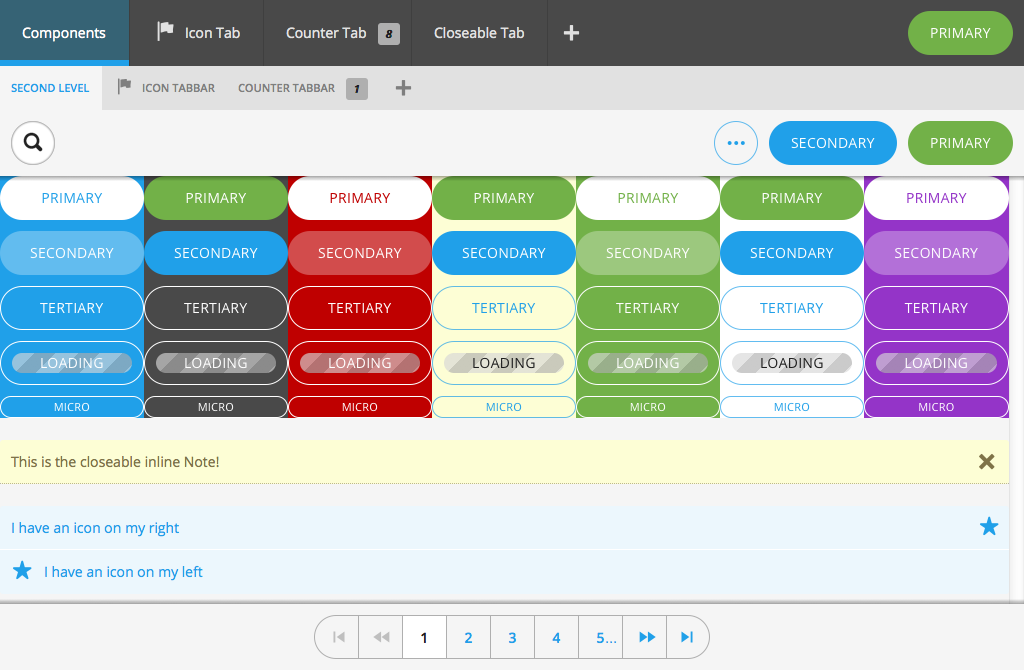 Components Icon Tab Counter Tab 8 Closeable Tab PRIMARY
SECOND LEVEL ICON TABBAR COUNTER TABBAR 1
SECONDARY PRIMARY
PRIMARY PRIMARY PRIMARY PRIMARY PRIMARY PRIMARY PRIMARY
SECONDARY SECONDARY SECONDARY SECONDARY SECONDARY SECONDARY SECONDARY
TERTIARY TERTIARY TERTIARY TERTIARY TERTIARY TERTIARY TERTIARY
LOADING LOADING LOADING LOADING LOADING LOADING LOADING
MICRO MICRO MICRO MICRO MICRO MICRO MICRO
This is the closeable inline Note!
I have an icon on my right
I have an icon on my left
1 2 3 4 5...